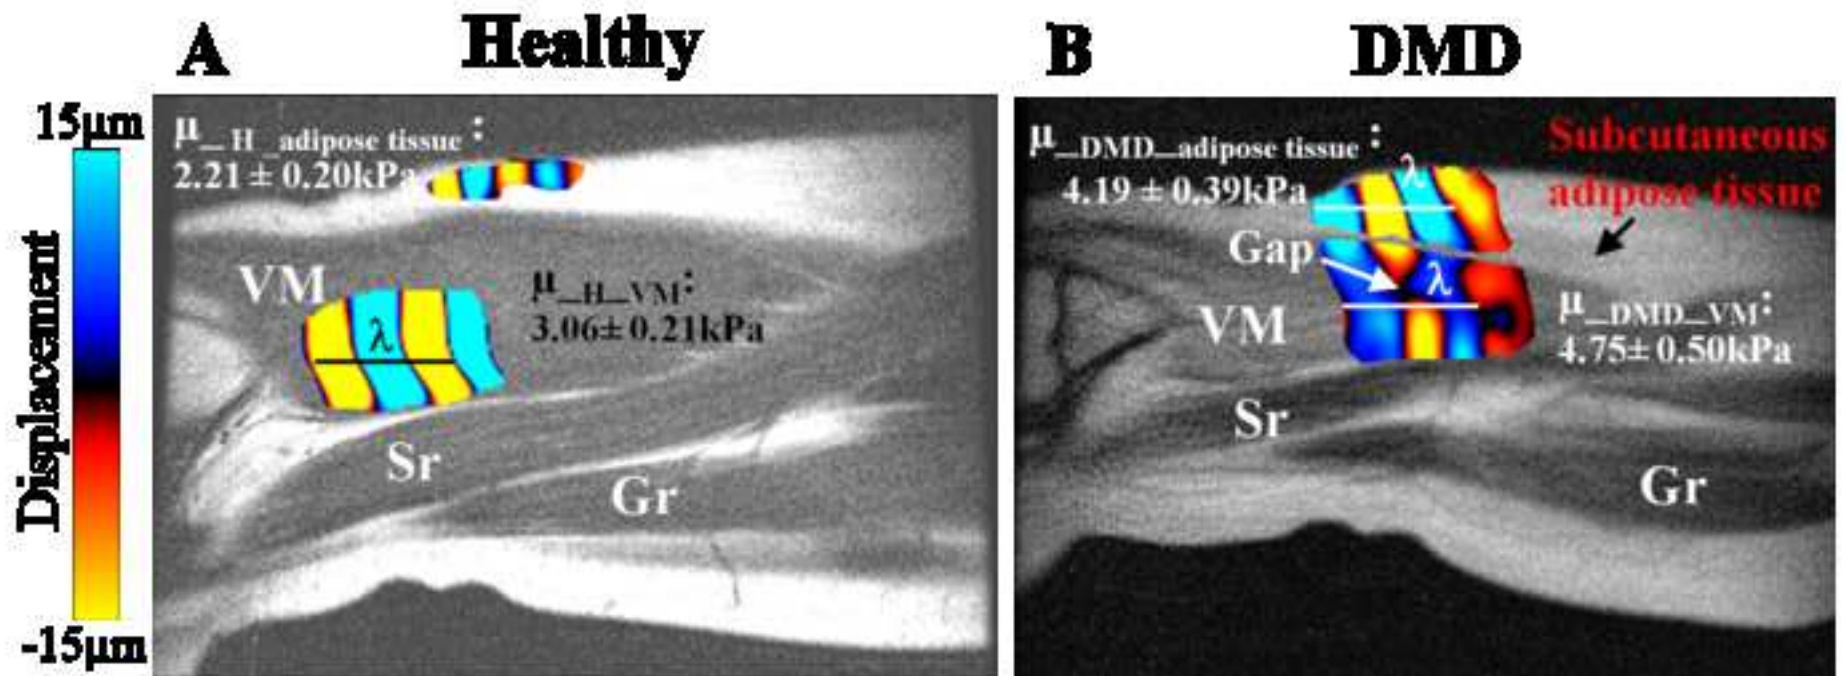 A Healthy
15μm
Displacement
-15μm
μ_H_adipose tissue:
2.21 ± 0.20kPa
VM
λ
μ_H_VM:
3.06± 0.21kPa
Sr
Gr
B DMD
μ_DMD_adipose tissue:
4.19 ± 0.39kPa
λ
Subcutaneous
adipose tissue
Gap
λ
VM
μ_DMD_VM:
4.75± 0.50kPa
Sr
Gr